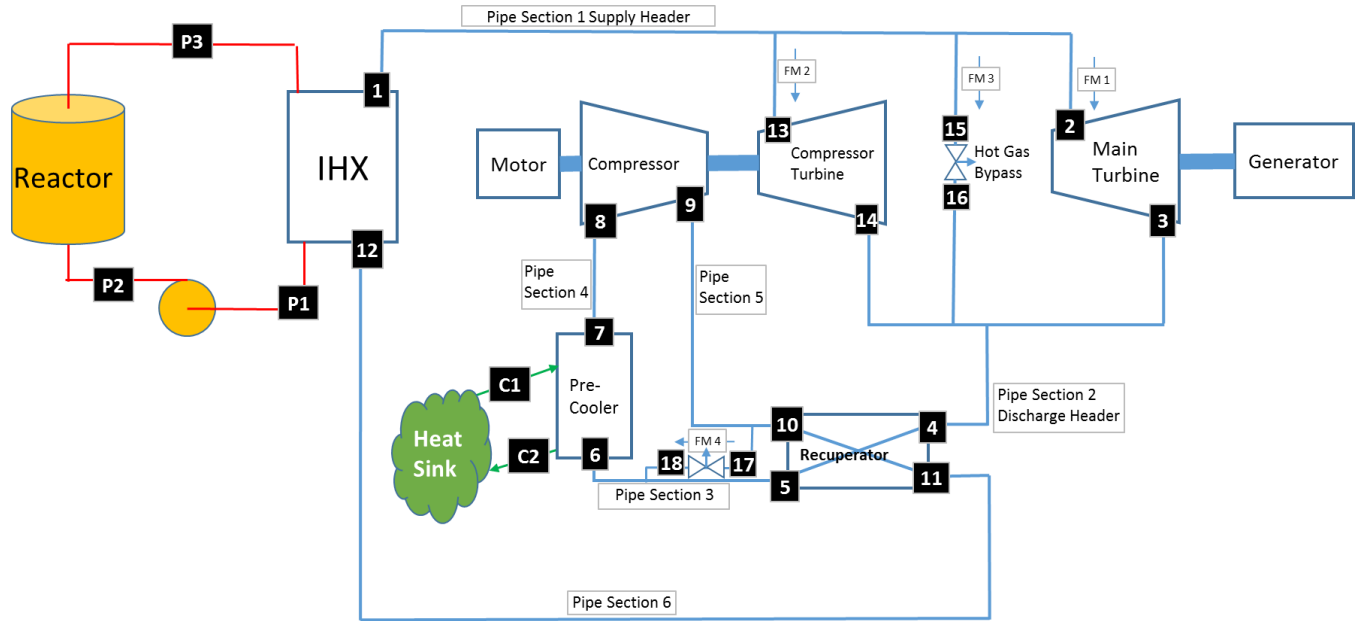 Pipe Section 1 Supply Header
P3
1
FM 2
FM 3
FM 1
Reactor
IHX
Motor
Compressor
13
Compressor
Turbine
15
Hot Gas
Bypass
16
2
Main
Turbine
Generator
8
9
14
3
12
P2
P1
Pipe
Section 4
Pipe
Section 5
7
C1
Pre-
Cooler
Heat
Sink
C2
6
Pipe Section 2
Discharge Header
FM 4
18
17
10
4
Recuperator
5
11
Pipe Section 3
Pipe Section 6